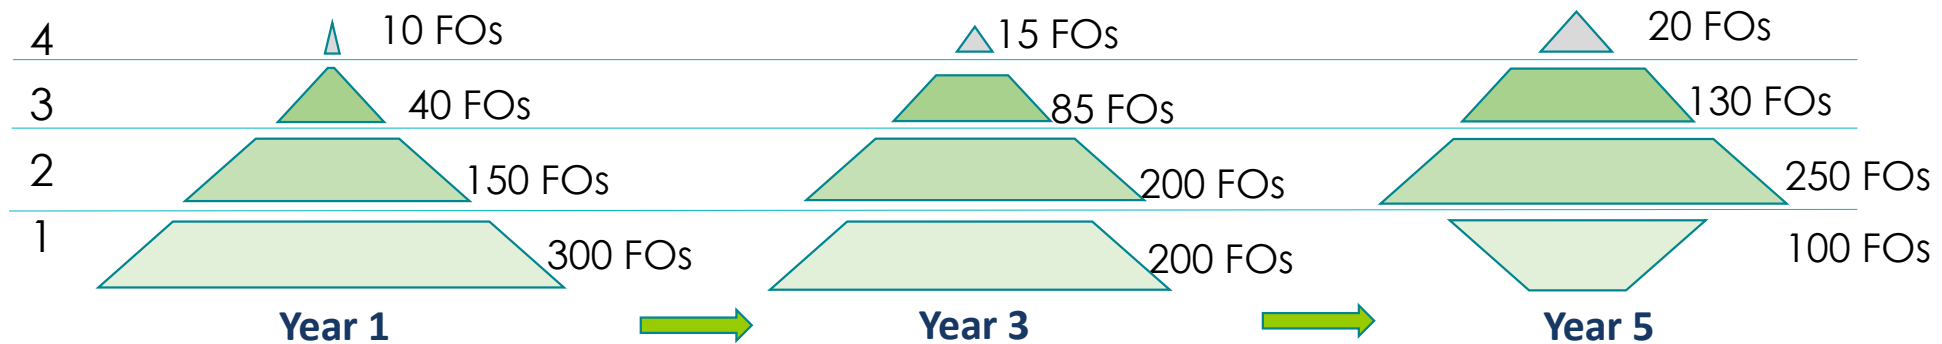 4 10 FOs 15 FOs 20 FOs
3 40 FOs 85 FOs 130 FOs
2 150 FOs 200 FOs 250 FOs
1 300 FOs 200 FOs 100 FOs
Year 1 Year 3 Year 5